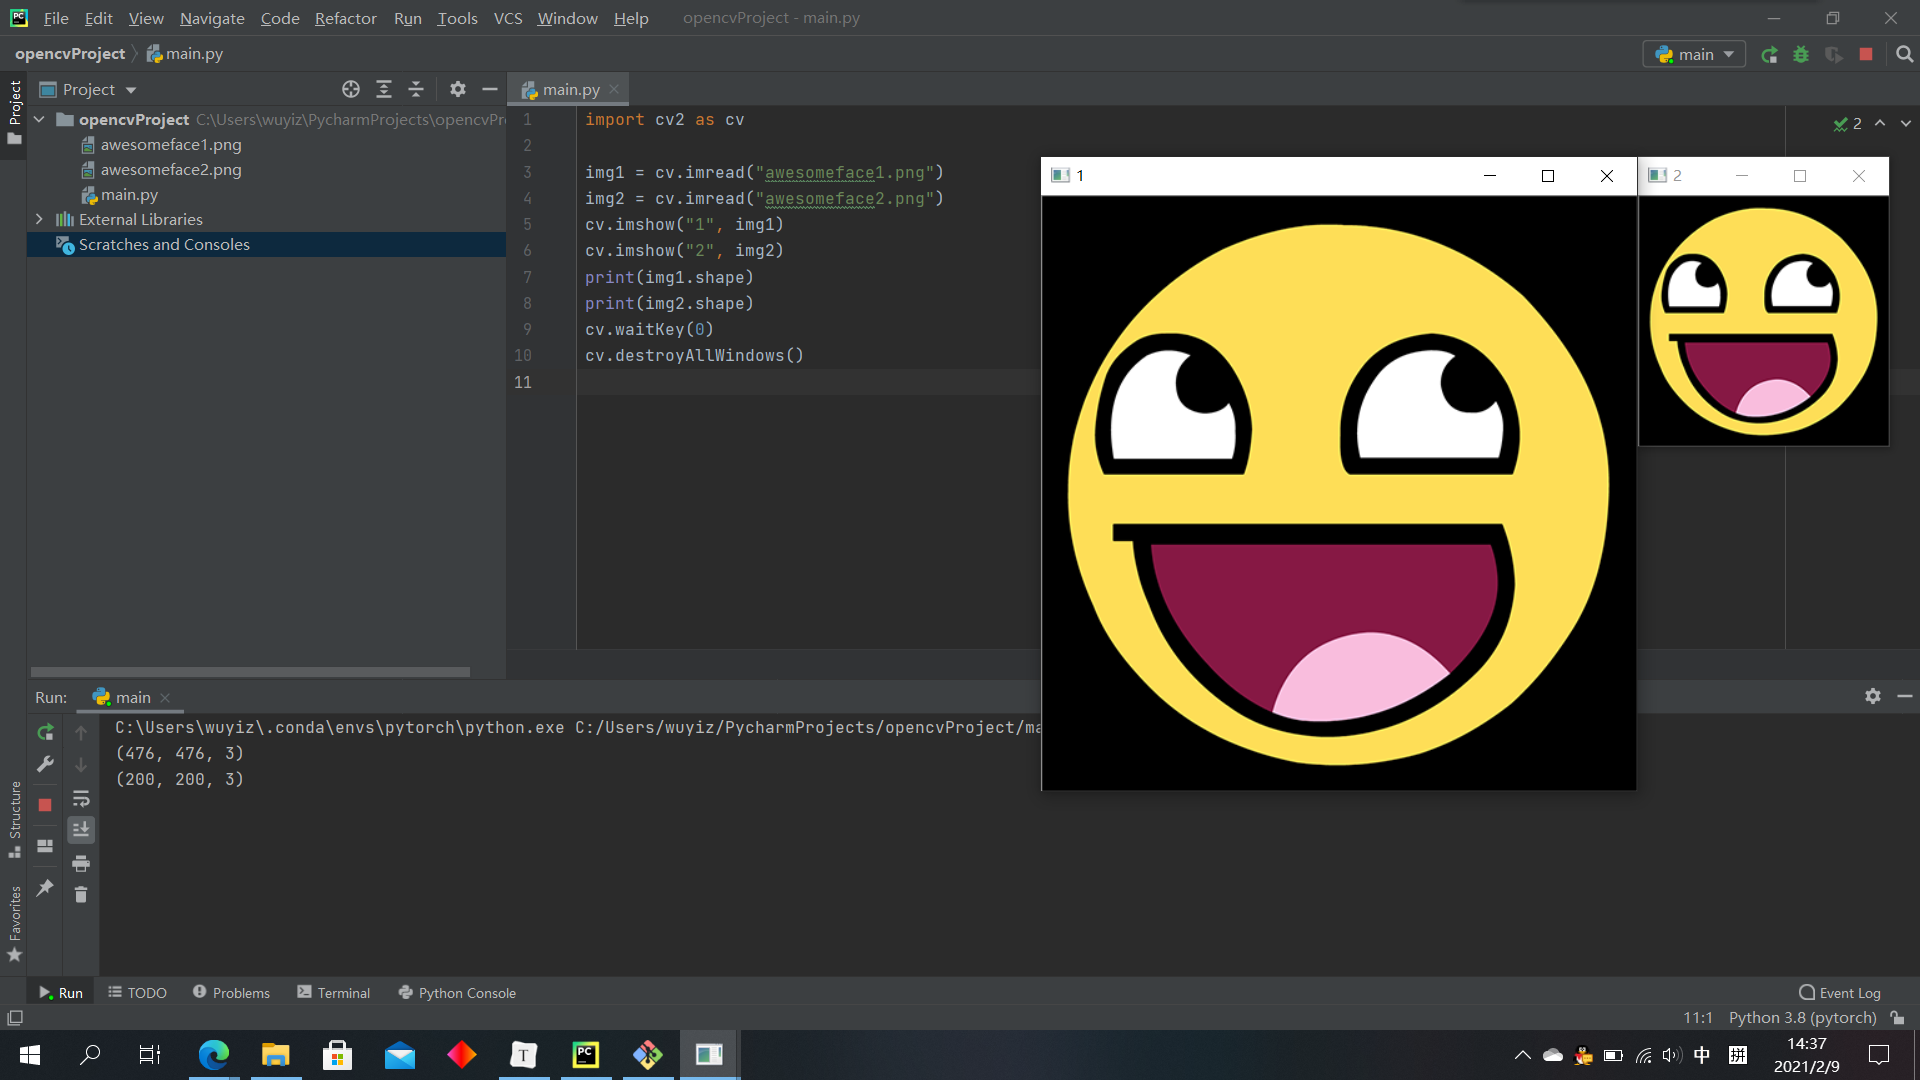 File Edit View Navigate Code Refactor Run Tools VCS Window Help opencvProject - main.py
opencvProject main.py
main
Project
main.py
Project
opencvProject C:\Users\wuyiz\PycharmProjects\opencvPr
awesomeface1.png
awesomeface2.png
main.py
External Libraries
Scratches and Consoles
1 import cv2 as cv
2
3 img1 = cv.imread("awesomeface1.png")
4 img2 = cv.imread("awesomeface2.png")
5 cv.imshow("1", img1)
6 cv.imshow("2", img2)
7 print(img1.shape)
8 print(img2.shape)
9 cv.waitKey(0)
10 cv.destroyAllWindows()
11
2
1
2
Run: main
C:\Users\wuyiz\.conda\envs\pytorch\python.exe C:/Users/wuyiz/PycharmProjects/opencvProject/ma
(476, 476, 3)
(200, 200, 3)
Structure
Favorites
Run TODO Problems Terminal Python Console Event Log
11:1 Python 3.8 (pytorch)
PC
T
中 拼
14:37
2021/2/9